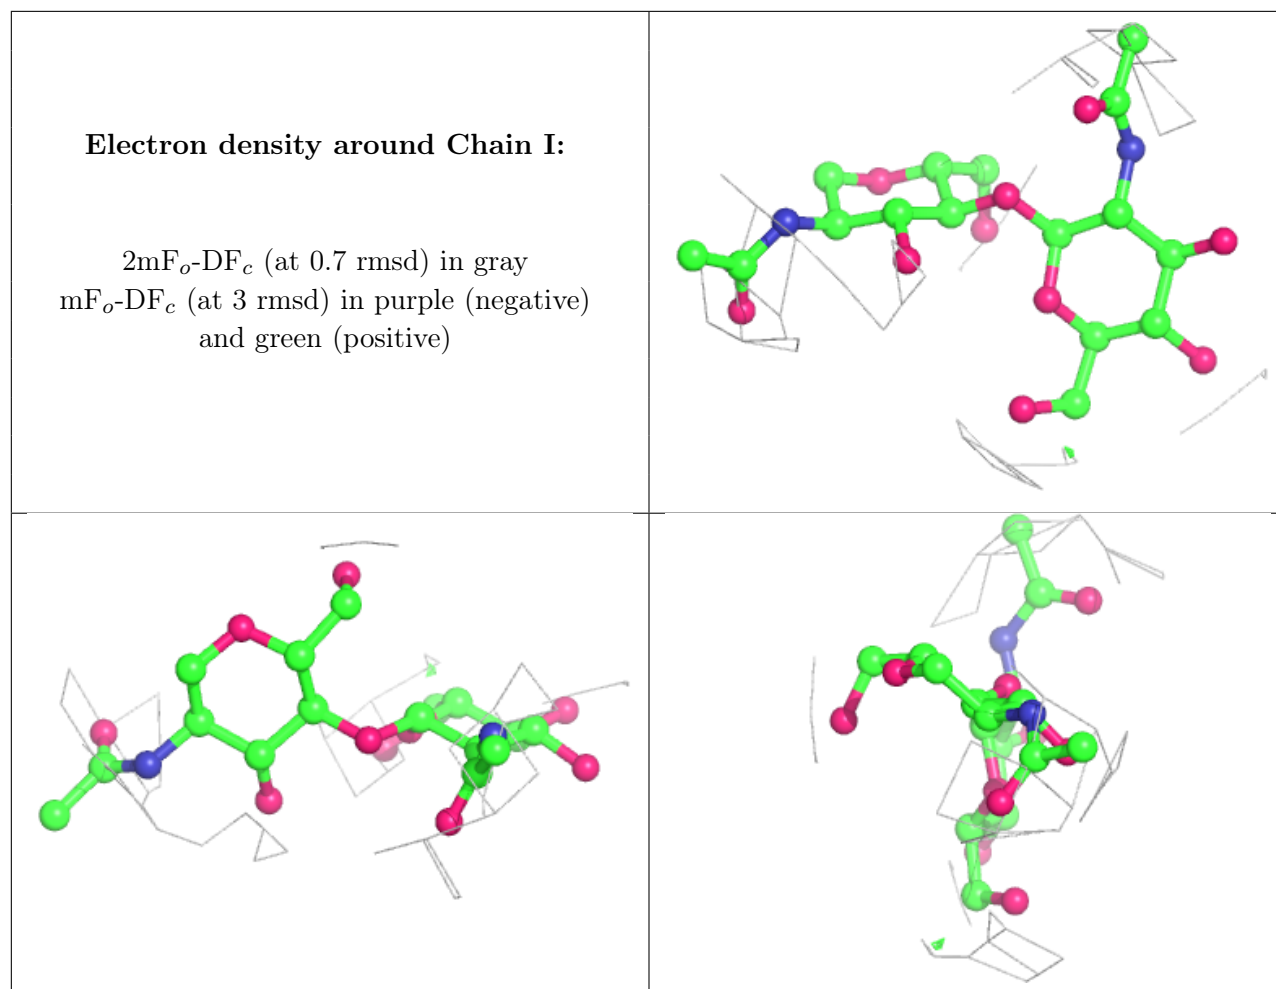 Electron density around Chain I:
2mFo-DFc (at 0.7 rmsd) in gray
mFo-DFc (at 3 rmsd) in purple (negative)
and green (positive)